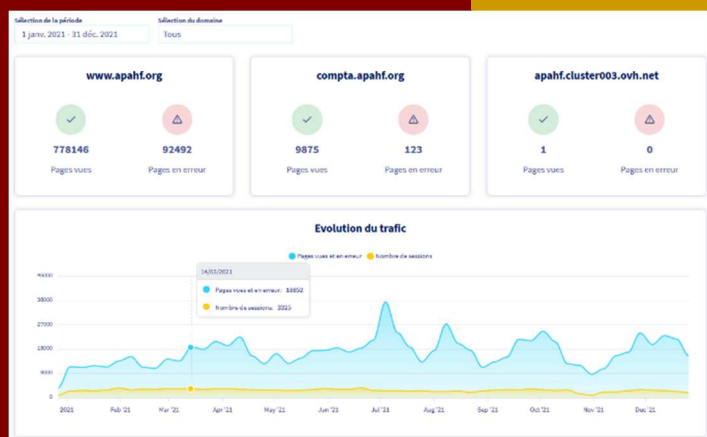 Sélection de la période
Sélection du domaine
1 janv. 2021 - 31 déc. 2021
Tous
www.apahf.org
compta.apahf.org
apahf.cluster003.ovh.net
778146
92492
9875
123
1
0
Pages vues
Pages en erreur
Pages vues
Pages en erreur
Pages vues
Pages en erreur
Evolution du trafic
Pages vues et en erreur
Nombre de sessions
14/03/2021
Pages vues et en erreur:
Nombre de sessions:
27000
18000
9000
0
2021
Feb '21
Mar '21
Apr '21
May '21
Jun '21
Jul '21
Aug '21
Sep '21
Oct '21
Nov '21
Dec '21